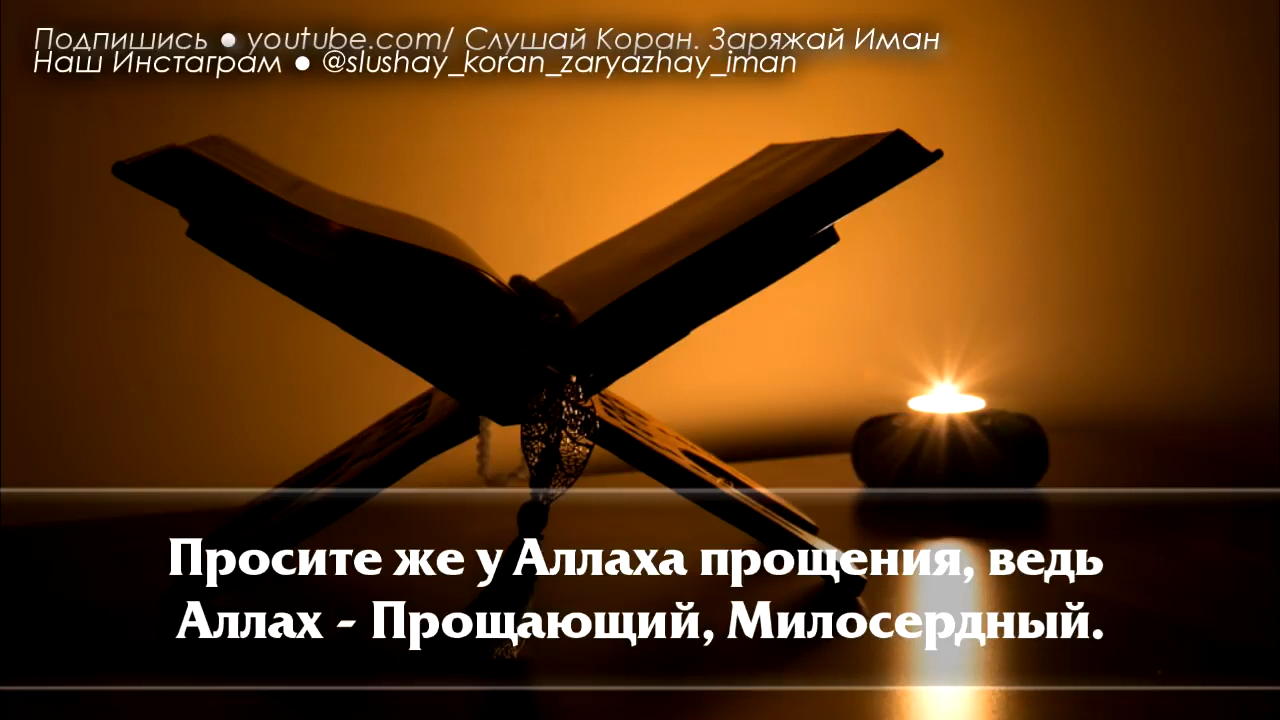 Подпишись ● youtube.com/ Слушай Коран. Заряжай Иман
Наш Инстаграм ● @slushay_koran_zaryazhay_iman
Просите же у Аллаха прощения, ведь
Аллах - Прощающий, Милосердный.